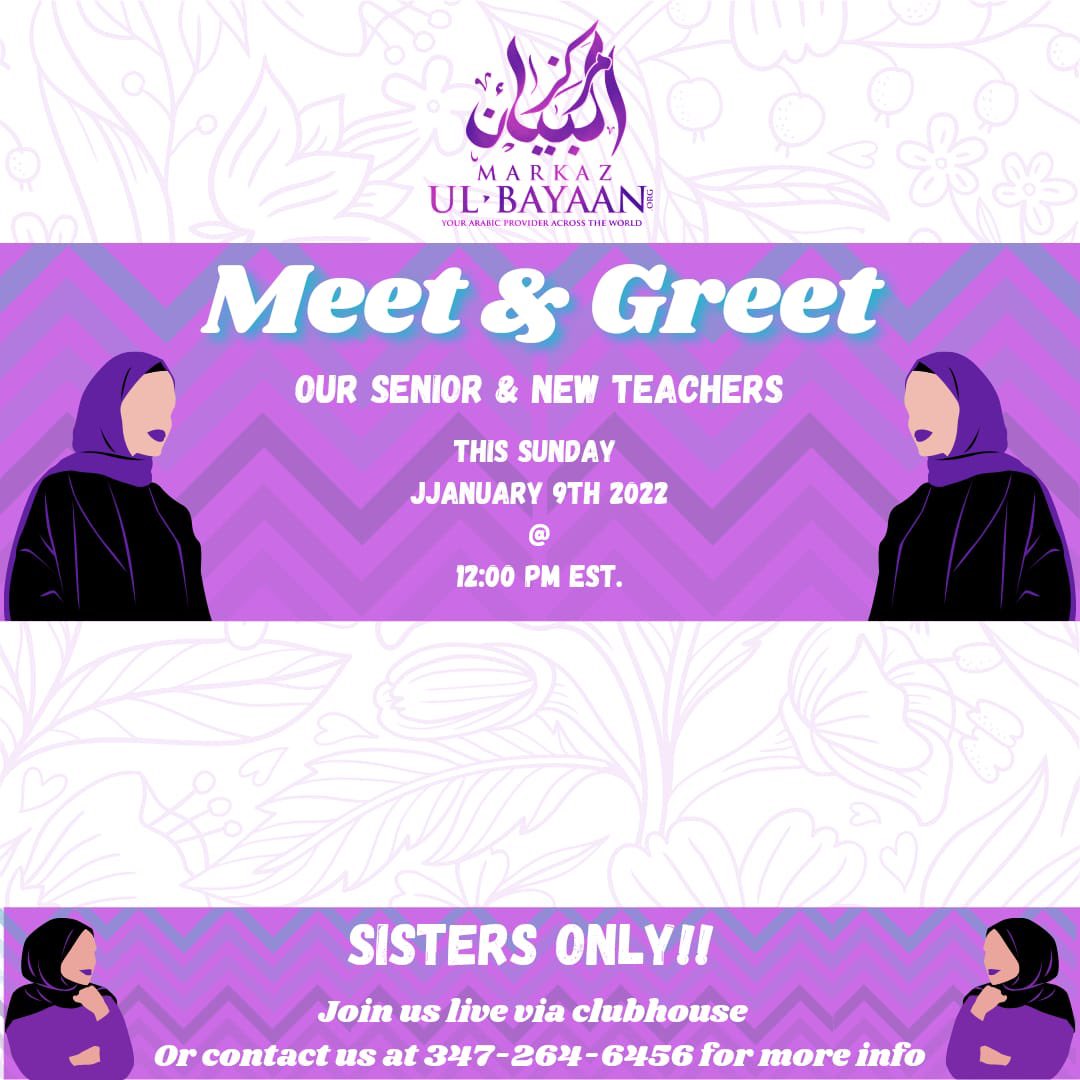 مركز
البيان
MARKAZ
UL-BAYAAN.ORG
YOUR ARABIC PROVIDER ACROSS THE WORLD
Meet & Greet
OUR SENIOR & NEW TEACHERS
THIS SUNDAY
JJANUARY 9TH 2022
@
12:00 PM EST.
SISTERS ONLY!!
Join us live via clubhouse
Or contact us at 347-264-6456 for more info